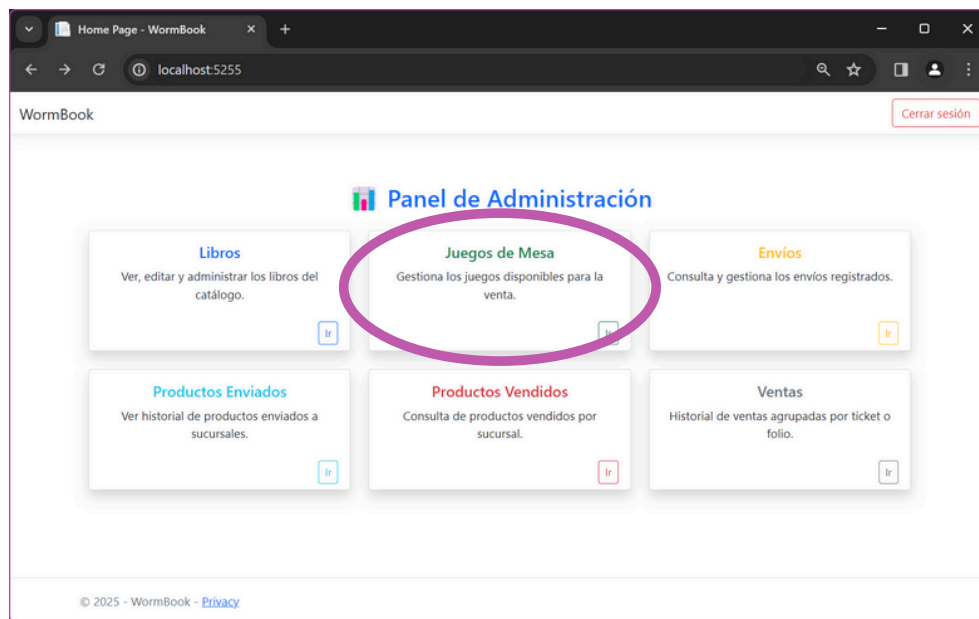 Home Page - WormBook
localhost:5255
WormBook
Cerrar sesión
Panel de Administración
Libros
Ver, editar y administrar los libros del
catálogo.
Ir
Juegos de Mesa
Gestiona los juegos disponibles para la
venta.
Ir
Envíos
Consulta y gestiona los envíos registrados.
Ir
Productos Enviados
Ver historial de productos enviados a
sucursales.
Ir
Productos Vendidos
Consulta de productos vendidos por
sucursal.
Ir
Ventas
Historial de ventas agrupadas por ticket o
folio.
Ir
© 2025 - WormBook - Privacy